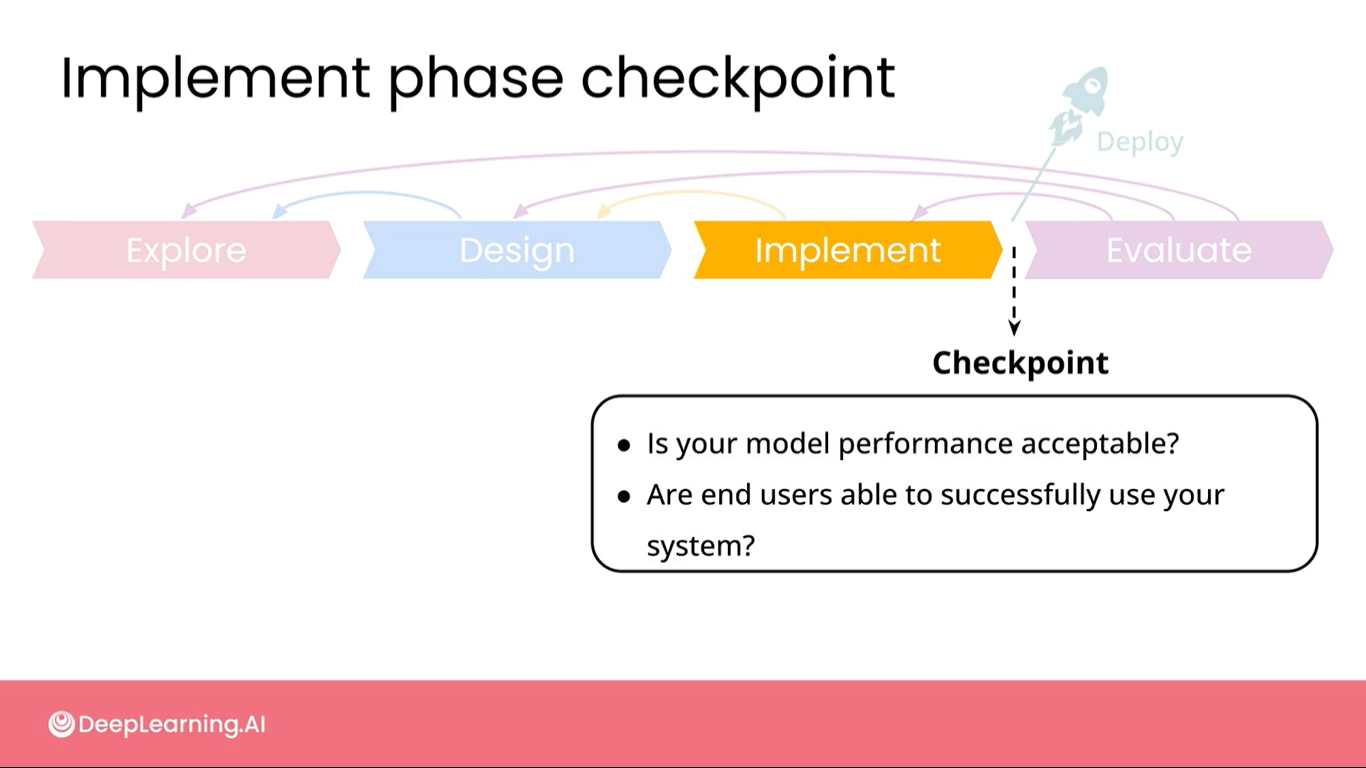 Implement phase checkpoint
Deploy
Explore
Design
Implement
Evaluate
Checkpoint
● Is your model performance acceptable?
● Are end users able to successfully use your
system?
DeepLearning.AI